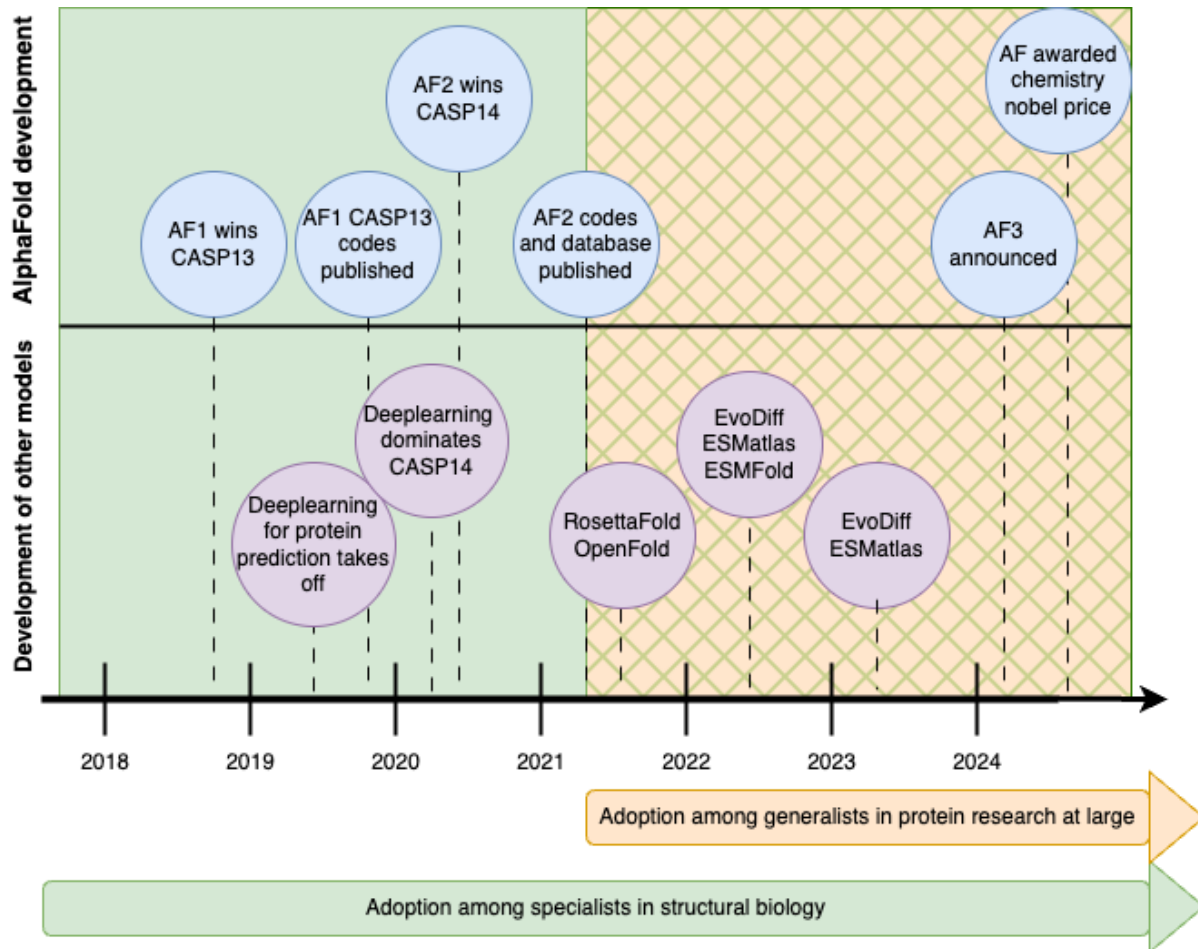 AlphaFold development
AF1 wins
CASP13
AF1 CASP13
codes
published
AF2 wins
CASP14
AF2 codes
and database
published
AF3
announced
AF awarded
chemistry
nobel price
Development of other models
Deeplearning
for protein
prediction takes
off
Deeplearning
dominates
CASP14
RosettaFold
OpenFold
EvoDiff
ESMatlas
ESMFold
EvoDiff
ESMatlas
2018
2019
2020
2021
2022
2023
2024
Adoption among generalists in protein research at large
Adoption among specialists in structural biology